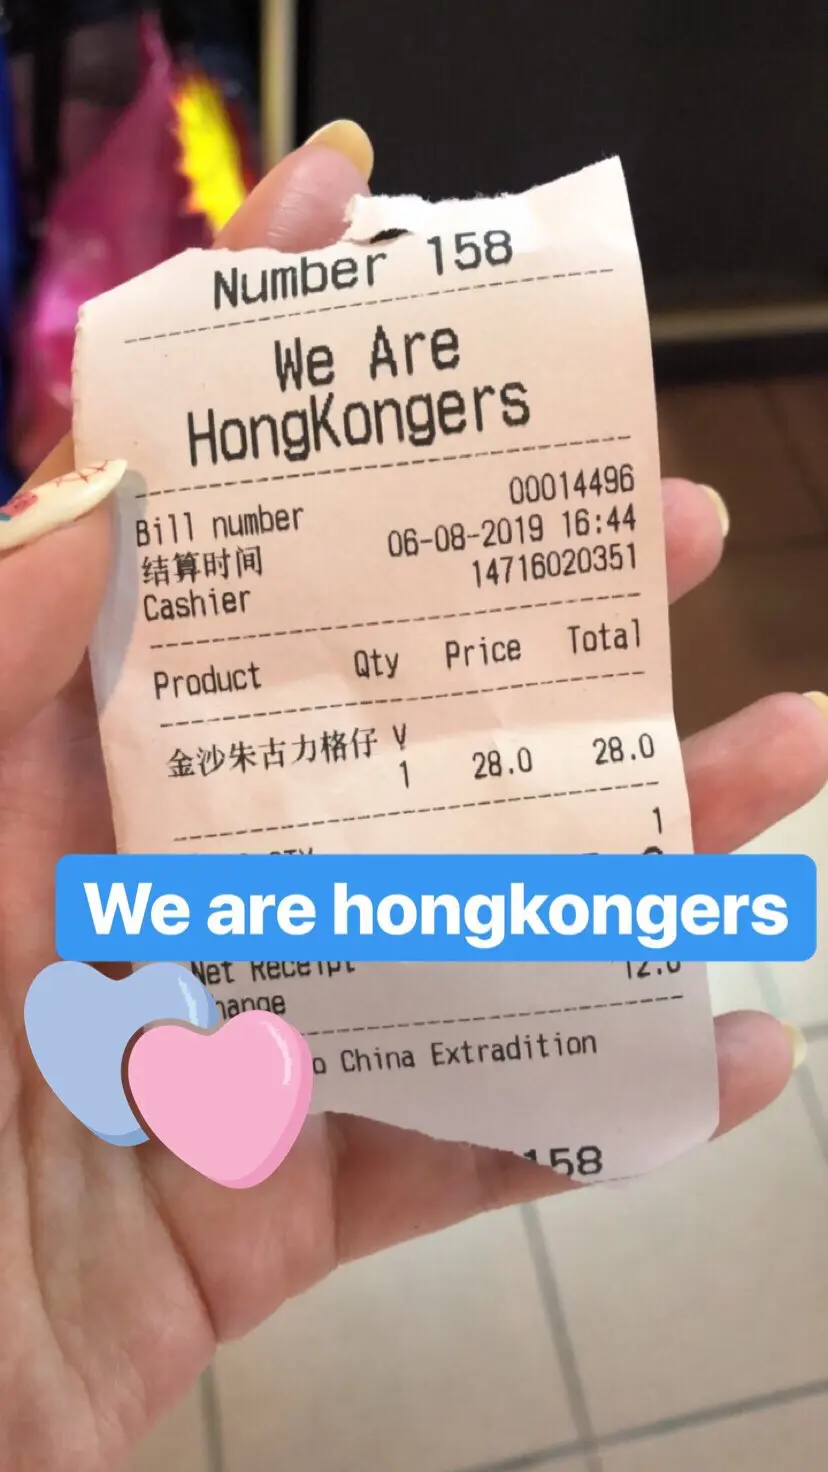 Number 158
We Are
HongKongers
Bill number 00014496
结算时间 06-08-2019 16:44
Cashier 14716020351
Product Qty Price Total
金沙朱古力格仔 V
1 28.0 28.0
1
We are hongkongers
Net Receipt 12.0
China Extradition
158